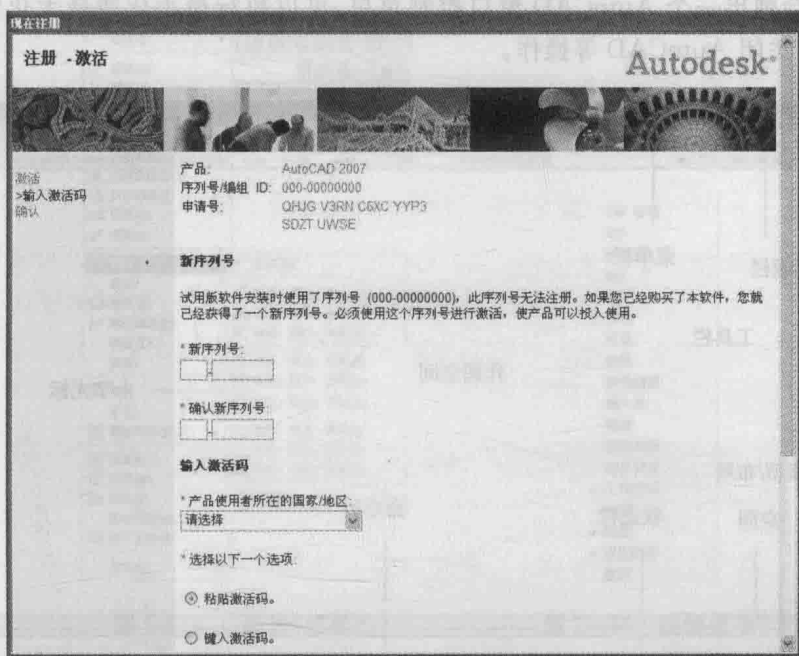 现在注册
注册 - 激活
Autodesk
激活
>输入激活码
确认
产品: AutoCAD 2007
序列号/编组 ID: 000-00000000
申请号: QHJG V3RN C6XC YYP3
SDZT UWSE
新序列号
试用版软件安装时使用了序列号 (000-00000000)，此序列号无法注册。如果您已经购买了本软件，您就
已经获得了一个新序列号。必须使用这个序列号进行激活，使产品可以投入使用。
*新序列号:
*确认新序列号
输入激活码
*产品使用者所在的国家/地区
请选择
*选择以下一个选项:
粘贴激活码。
键入激活码。